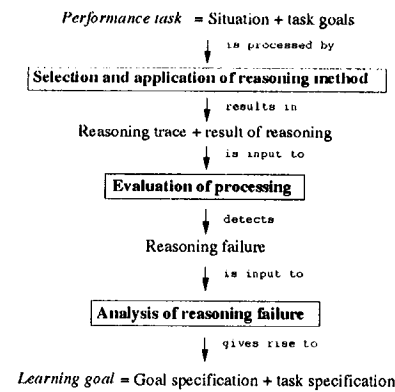 Performance task = Situation + task goals
is processed by
Selection and application of reasoning method
results in
Reasoning trace + result of reasoning
is input to
Evaluation of processing
detects
Reasoning failure
is input to
Analysis of reasoning failure
gives rise to
Learning goal = Goal specification + task specification